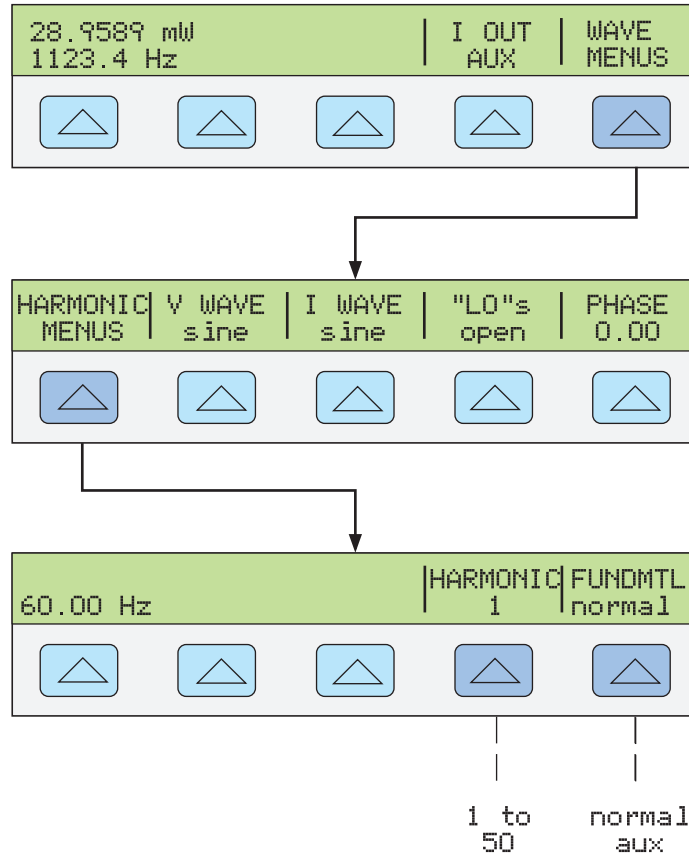 28.9589 mW
1123.4 Hz
I OUT
AUX
WAVE
MENUS
HARMONIC
MENUS
V WAVE
sine
I WAVE
sine
"LO"s
open
PHASE
0.00
60.00 Hz
HARMONIC
1
FUNDMTL
normal
1 to
50
normal
aux